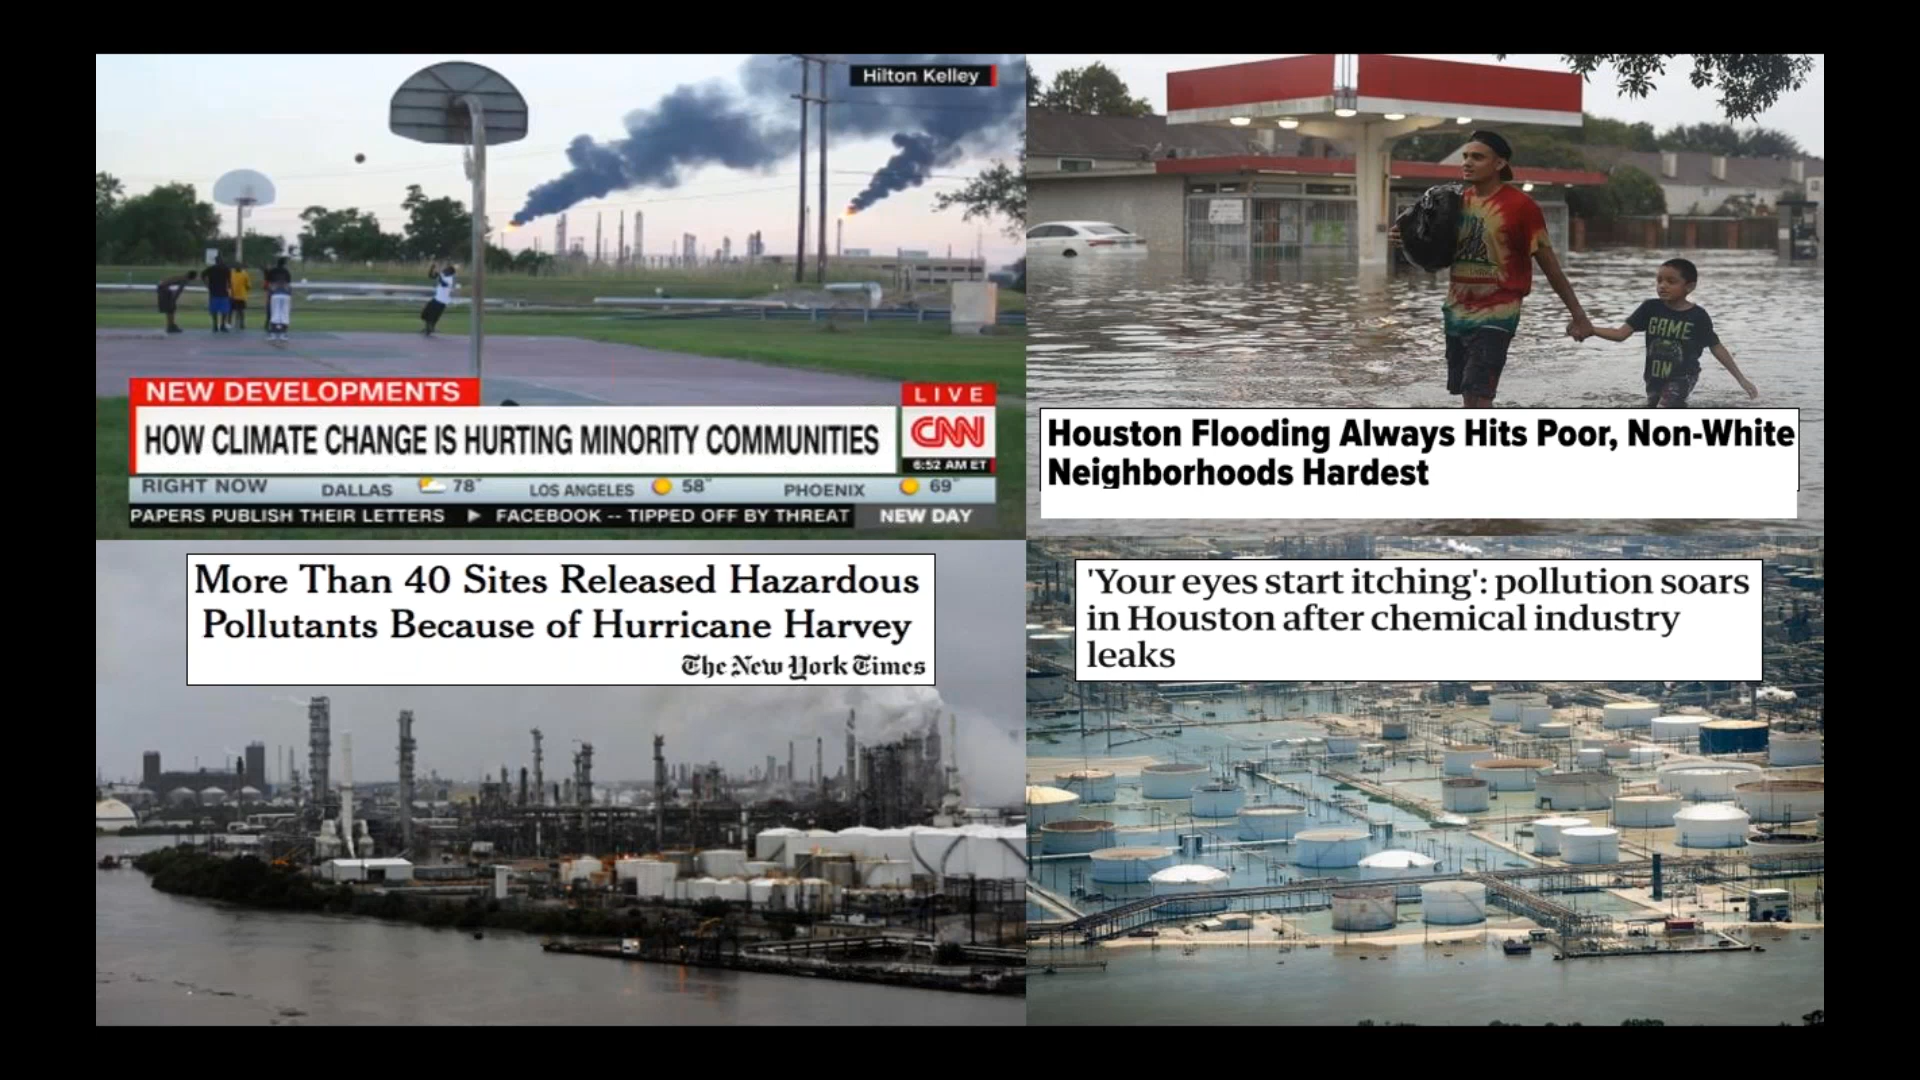 Hilton Kelley
NEW DEVELOPMENTS
LIVE
HOW CLIMATE CHANGE IS HURTING MINORITY COMMUNITIES
CNN
6:52 AM ET
RIGHT NOW DALLAS 78° LOS ANGELES 58° PHOENIX 69°
PAPERS PUBLISH THEIR LETTERS ▶ FACEBOOK -- TIPPED OFF BY THREAT NEW DAY
GAME
ON
Houston Flooding Always Hits Poor, Non-White
Neighborhoods Hardest
More Than 40 Sites Released Hazardous
Pollutants Because of Hurricane Harvey
The New York Times
'Your eyes start itching': pollution soars
in Houston after chemical industry
leaks